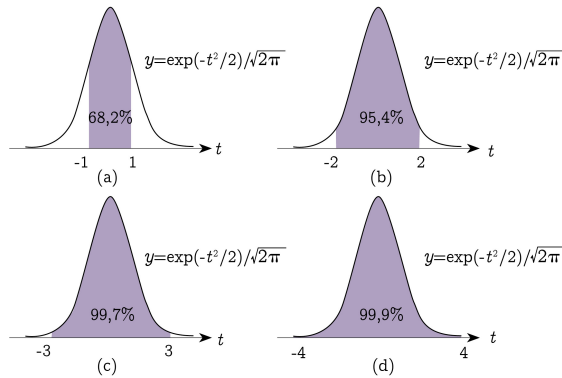 y=exp(-t²/2)/√2π
68,2%
-1 1 t
(a)
y=exp(-t²/2)/√2π
95,4%
-2 2 t
(b)
y=exp(-t²/2)/√2π
99,7%
-3 3 t
(c)
y=exp(-t²/2)/√2π
99,9%
-4 4 t
(d)